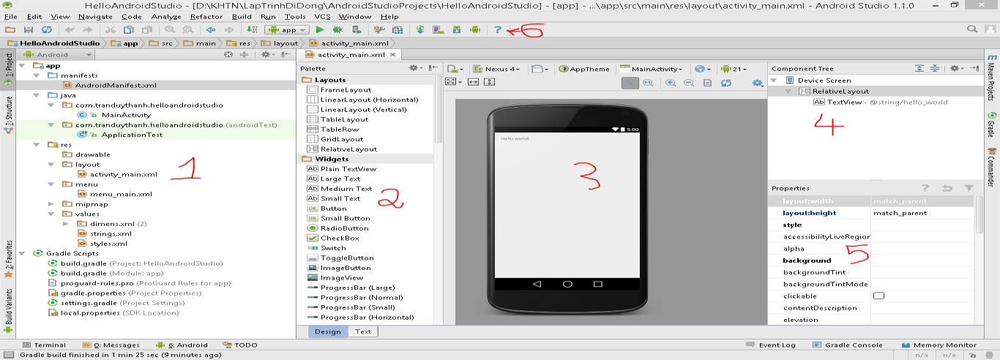 HelloAndroidStudio - [D:\KHTN\LapTrinhDiDong\AndroidStudioProjects\HelloAndroidStudio] - [app] - ...\app\src\main\res\layout\activity_main.xml - Android Studio 1.1.0
File Edit View Navigate Code Analyze Refactor Build Run Tools VCS Window Help
app ? 6
HelloAndroidStudio app src main res layout activity_main.xml
1: Project
7: Structure
2: Favorites
Build Variants
Android
app
manifests
AndroidManifest.xml
java
com.tranduythanh.helloandroidstudio
MainActivity
com.tranduythanh.helloandroidstudio (androidTest)
ApplicationTest
res
drawable
layout
activity_main.xml
menu
menu_main.xml
mipmap
values
dimens.xml (2)
strings.xml
styles.xml
Gradle Scripts
build.gradle (Project: HelloAndroidStudio)
build.gradle (Module: app)
proguard-rules.pro (ProGuard Rules for app)
gradle.properties (Project Properties)
settings.gradle (Project Settings)
local.properties (SDK Location)
1
activity_main.xml
Palette
Layouts
FrameLayout
LinearLayout (Horizontal)
LinearLayout (Vertical)
TableLayout
TableRow
GridLayout
RelativeLayout
Widgets
Plain TextView
Large Text
Medium Text
Small Text
Button
Small Button
RadioButton
CheckBox
Switch
ToggleButton
ImageButton
ImageView
ProgressBar (Large)
ProgressBar (Normal)
ProgressBar (Small)
ProgressBar (Horizontal)
2
Design Text
Nexus 4 AppTheme MainActivity 21
5:00
Hello world!
3
Component Tree
Device Screen
RelativeLayout
Ab TextView - @string/hello_world
4
Properties
layout:width match_parent
layout:height match_parent
style
accessibilityLiveRegion
alpha
background
backgroundTint
backgroundTintMode
clickable
contentDescription
elevation
5
m
Maven Projects
Gradle
Commander
Terminal 0: Messages 6: Android TODO Event Log Gradle Console Memory Monitor
Gradle build finished in 1 min 25 sec (9 minutes ago) n/a n/a